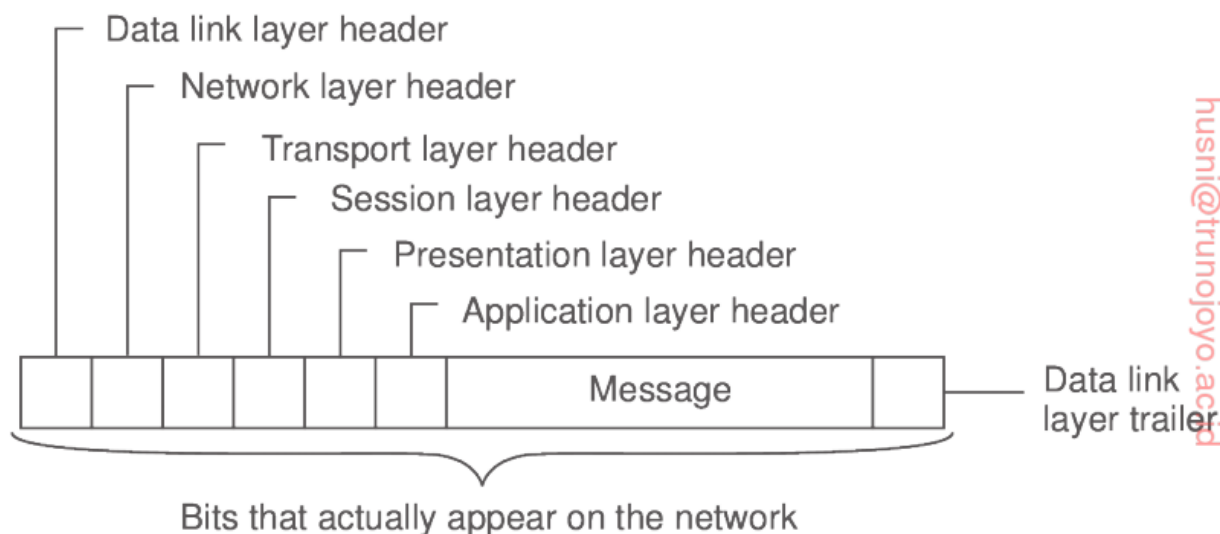 Data link layer header
Network layer header
Transport layer header
Session layer header
Presentation layer header
Application layer header
Message
Data link
layer trailer
Bits that actually appear on the network
husni@trunojoyo.ac.id